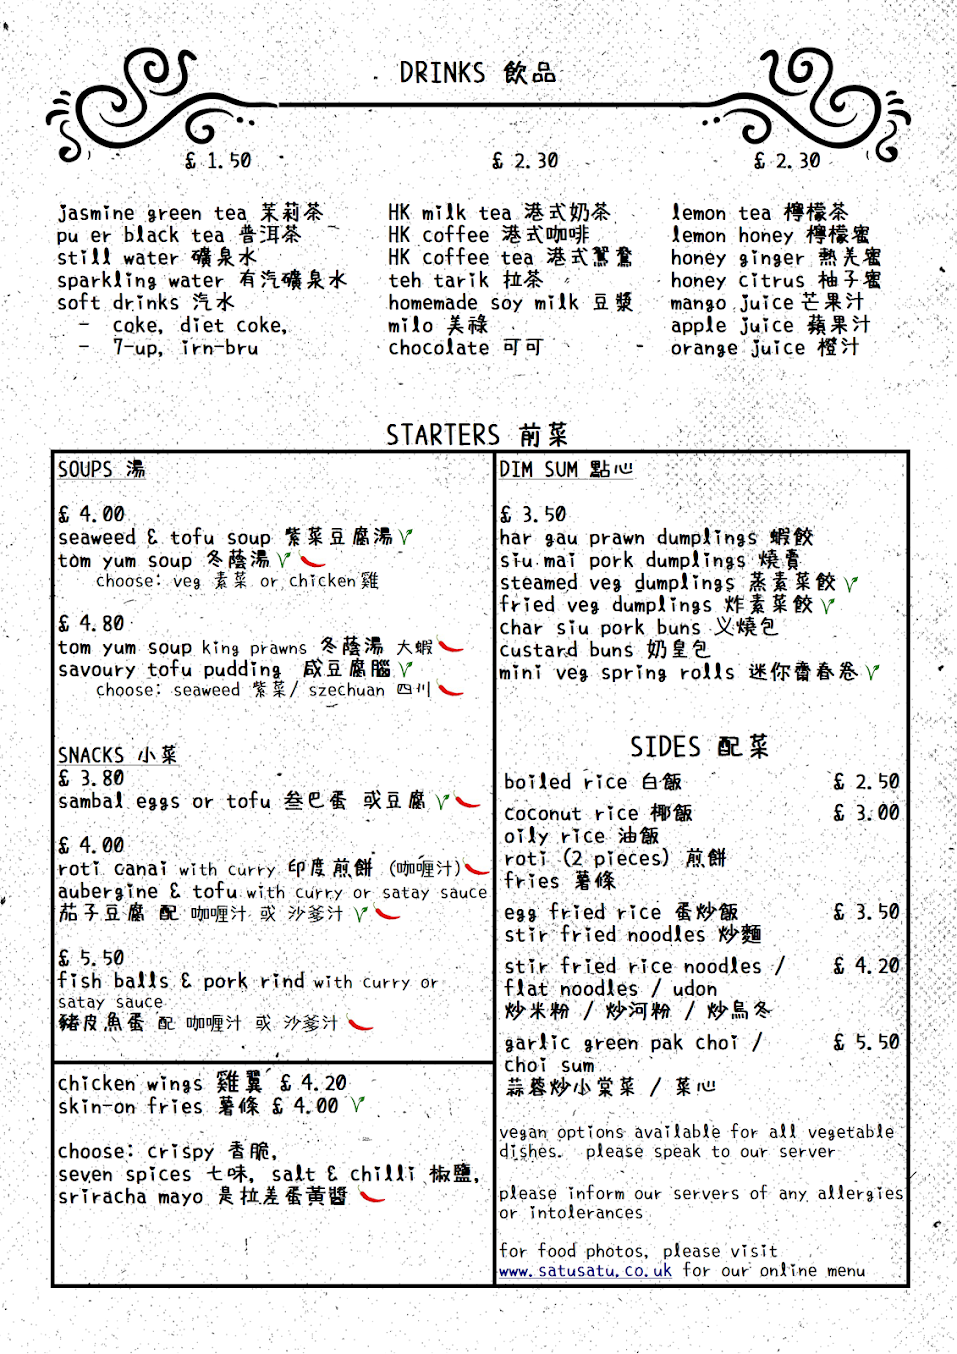 DRINKS 飲品
£ 1.50
jasmine green tea 茉莉茶
pu er black tea 普洱茶
still water 礦泉水
sparkling water 有汽礦泉水
soft drinks 汽水
- coke, diet coke,
- 7-up, irn-bru
£ 2.30
HK milk tea 港式奶茶
HK coffee 港式咖啡
HK coffee tea 港式鴛鴦
teh tarik 拉茶
homemade soy milk 豆漿
milo 美祿
chocolate 可可
£ 2.30
lemon tea 檸檬茶
lemon honey 檸檬蜜
honey ginger 熱羌蜜
honey citrus 柚子蜜
mango juice 芒果汁
apple juice 蘋果汁
orange juice 橙汁
STARTERS 前菜
SOUPS 湯
£ 4.00
seaweed & tofu soup 紫菜豆腐湯
tom yum soup 冬蔭湯
choose: veg 素菜 or chicken 雞
£ 4.80
tom yum soup king prawns 冬蔭湯 大蝦
savoury tofu pudding 咸豆腐腦
choose: seaweed 紫菜/ szechuan 四川
SNACKS 小菜
£ 3.80
sambal eggs or tofu 叁巴蛋 或豆腐
£ 4.00
roti canai with curry 印度煎餅 (咖喱汁)
aubergine & tofu with curry or satay sauce
茄子豆腐 配 咖喱汁 或 沙爹汁
£ 5.50
fish balls & pork rind with curry or
satay sauce
豬皮魚蛋 配 咖喱汁 或 沙爹汁
chicken wings 雞翼 £ 4.20
skin-on fries 薯條 £ 4.00
choose: crispy 香脆,
seven spices 七味, salt & chilli 椒鹽,
sriracha mayo 是拉差蛋黃醬
DIM SUM 點心
£ 3.50
har gau prawn dumplings 蝦餃
siu mai pork dumplings 燒賣
steamed veg dumplings 蒸素菜餃
fried veg dumplings 炸素菜餃
char siu pork buns 义燒包
custard buns 奶皇包
mini veg spring rolls 迷你齋春卷
SIDES 配菜
boiled rice 白飯 £ 2.50
coconut rice 椰飯 £ 3.00
oily rice 油飯
roti (2 pieces) 煎餅
fries 薯條
egg fried rice 蛋炒飯 £ 3.50
stir fried noodles 炒麵
stir fried rice noodles / £ 4.20
flat noodles / udon
炒米粉 / 炒河粉 / 炒烏冬
garlic green pak choi / £ 5.50
choi sum
蒜蓉炒小棠菜 / 菜心
vegan options available for all vegetable
dishes. please speak to our server
please inform our servers of any allergies
or intolerances
for food photos, please visit
www.satusatu.co.uk for our online menu